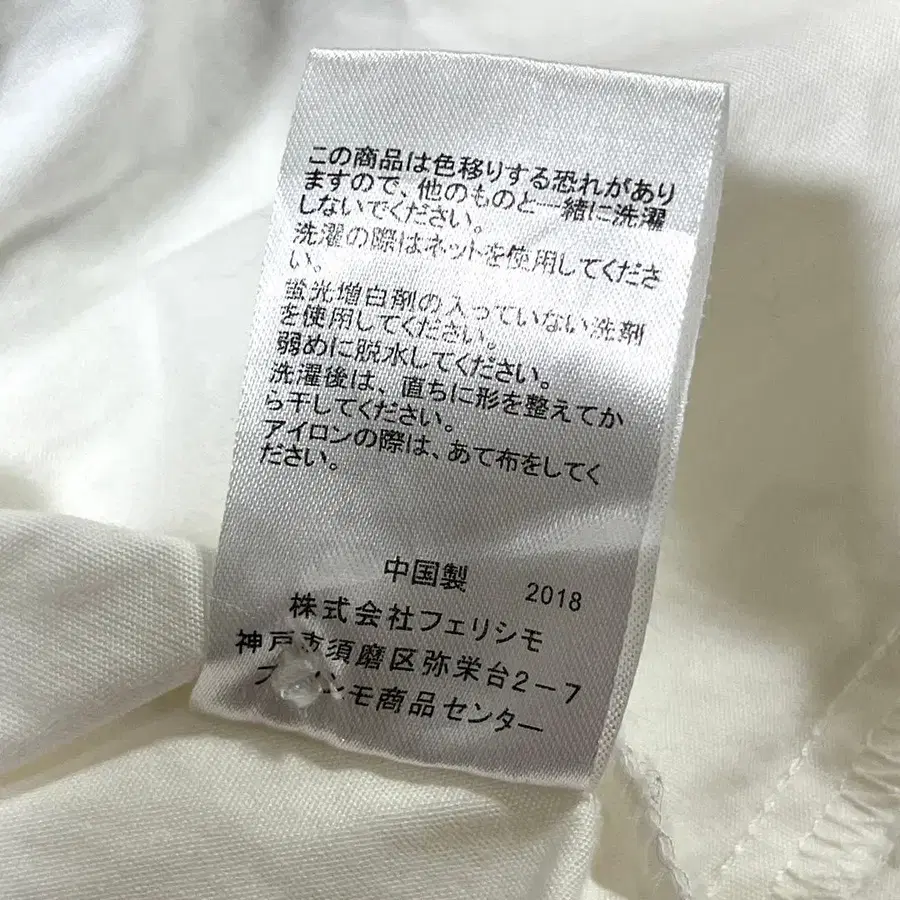 この商品は色移りする恐れがあり
ますので、他のものと一緒に洗濯
しないでください。
洗濯の際はネットを使用してくださ
い。
蛍光増白剤の入っていない洗剤
を使用してください。
弱めに脱水してください。
洗濯後は、直ちに形を整えてか
ら干してください。
アイロンの際は、あて布をしてく
ださい。
中国製 2018
株式会社フェリシモ
神戸市須磨区弥栄台2-7
フェリシモ商品センター